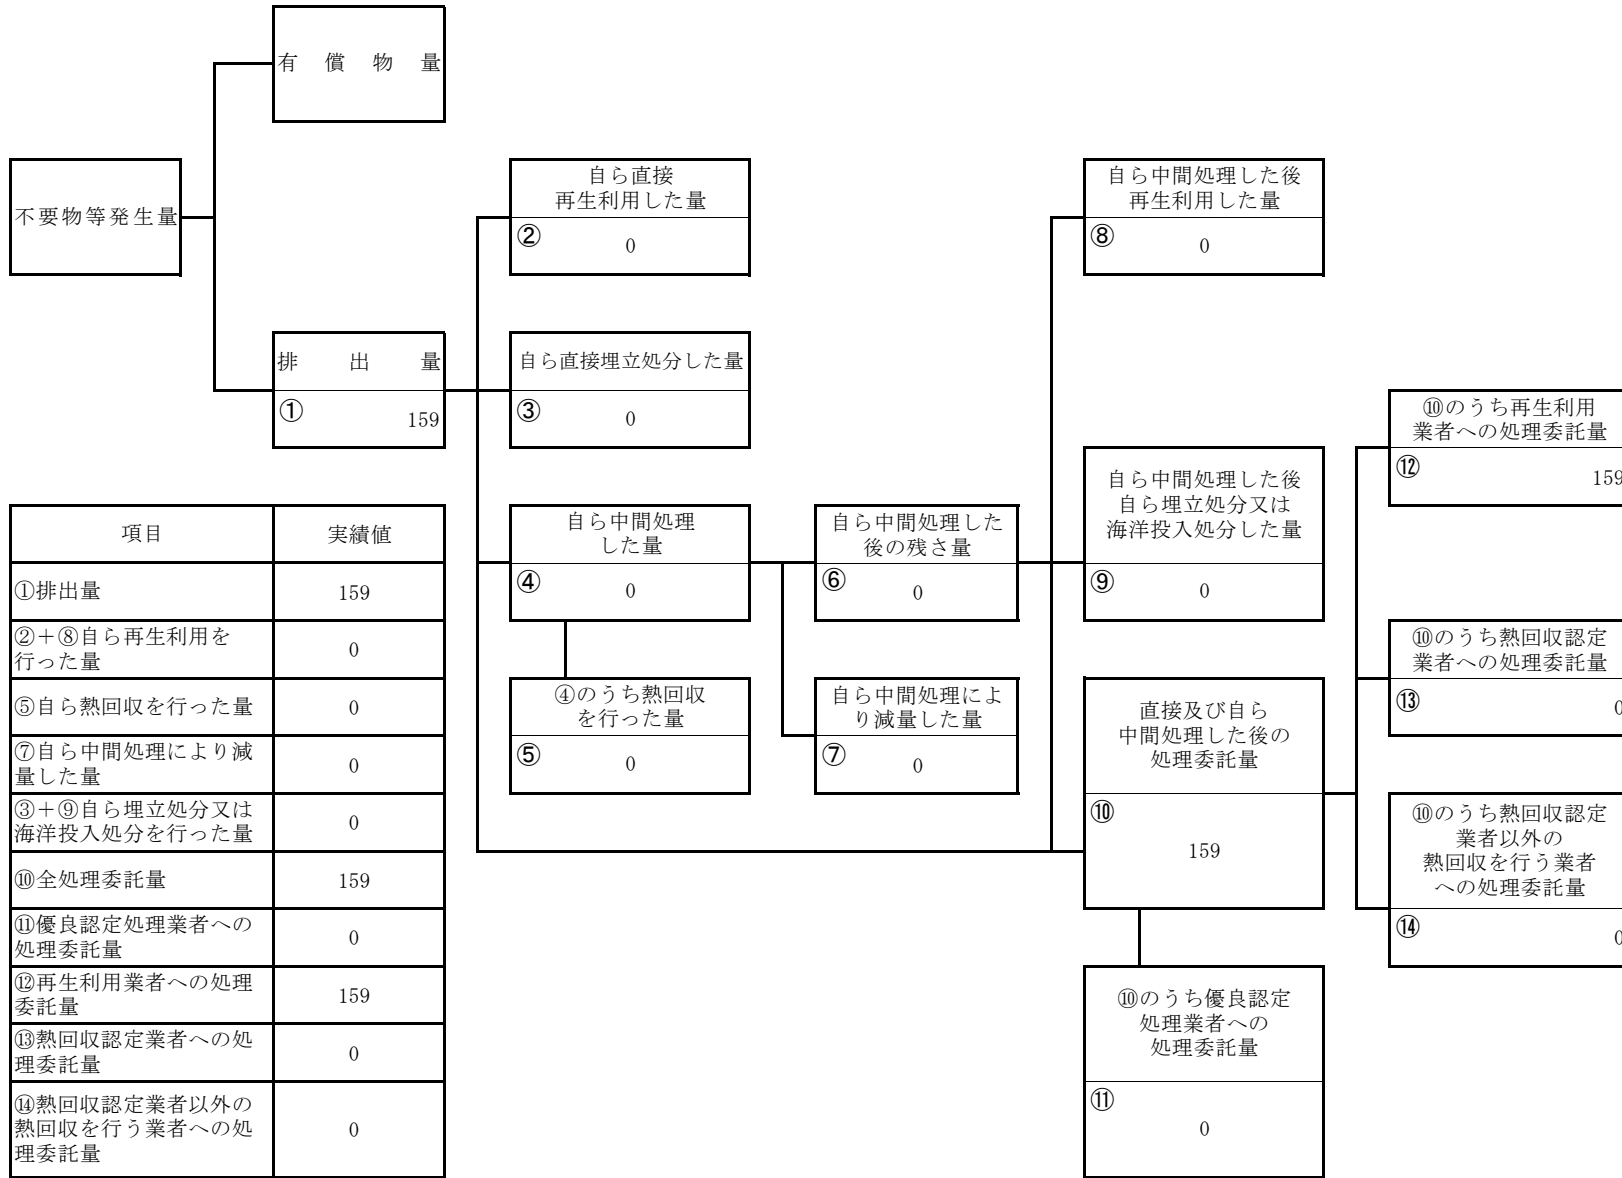 有償物量
不要物等発生量
自ら直接
再生利用した量
②
0
自ら中間処理した後
再生利用した量
⑧
0
排出量
①
159
自ら直接埋立処分した量
③
0
⑩のうち再生利用
業者への処理委託量
⑫
159
自ら中間処理した後
自ら埋立処分又は
海洋投入処分した量
⑨
0
自ら中間処理
した量
④
0
自ら中間処理した
後の残さ量
⑥
0
⑩のうち熱回収認定
業者への処理委託量
⑬
0
④のうち熱回収
を行った量
⑤
0
自ら中間処理によ
り減量した量
⑦
0
直接及び自ら
中間処理した後の
処理委託量
⑩
159
⑩のうち熱回収認定
業者以外の
熱回収を行う業者
への処理委託量
⑭
0
⑩のうち優良認定
処理業者への
処理委託量
⑪
0
項目 実績値
①排出量 159
②＋⑧自ら再生利用を
行った量 0
⑤自ら熱回収を行った量 0
⑦自ら中間処理により減
量した量 0
③＋⑨自ら埋立処分又は
海洋投入処分を行った量 0
⑩全処理委託量 159
⑪優良認定処理業者への
処理委託量 0
⑫再生利用業者への処理
委託量 159
⑬熱回収認定業者への処
理委託量 0
⑭熱回収認定業者以外の
熱回収を行う業者への処
理委託量 0